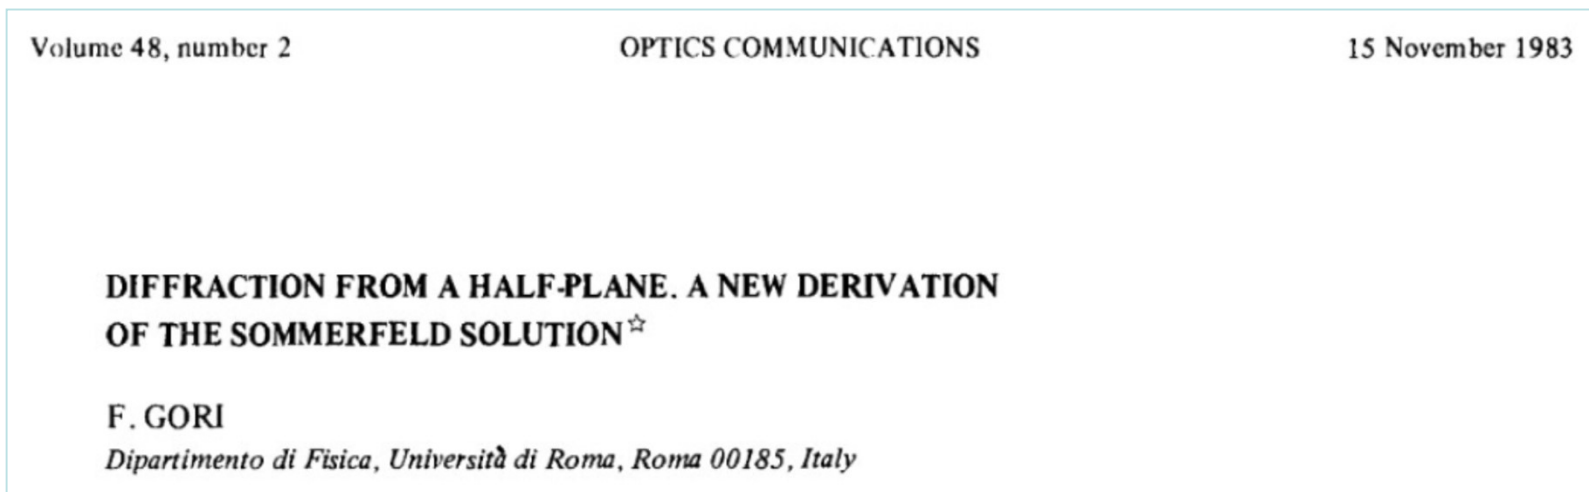 Volume 48, number 2 OPTICS COMMUNICATIONS 15 November 1983
DIFFRACTION FROM A HALF-PLANE. A NEW DERIVATION
OF THE SOMMERFELD SOLUTION☆
F. GORI
Dipartimento di Fisica, Università di Roma, Roma 00185, Italy